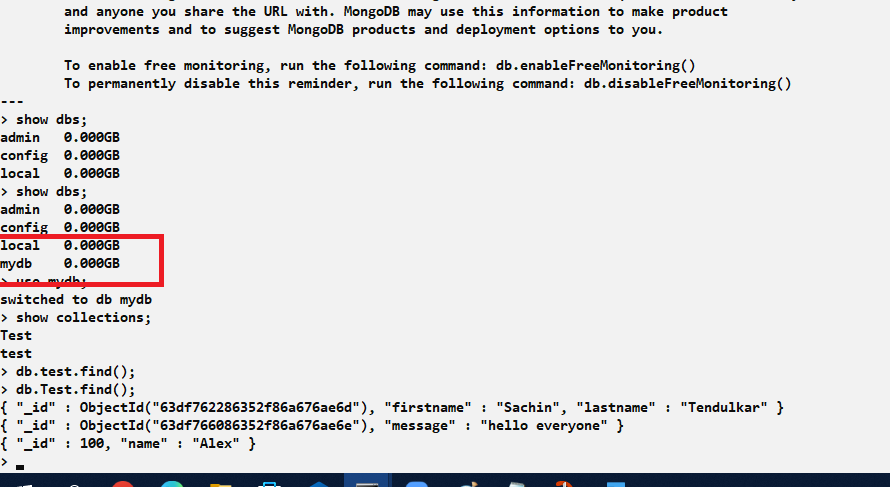 and anyone you share the URL with. MongoDB may use this information to make product
improvements and to suggest MongoDB products and deployment options to you.
To enable free monitoring, run the following command: db.enableFreeMonitoring()
To permanently disable this reminder, run the following command: db.disableFreeMonitoring()
---
> show dbs;
admin   0.000GB
config  0.000GB
local   0.000GB
> show dbs;
admin   0.000GB
config  0.000GB
local   0.000GB
mydb    0.000GB
> use mydb;
switched to db mydb
> show collections;
Test
test
> db.test.find();
> db.Test.find();
{ "_id" : ObjectId("63df762286352f86a676ae6d"), "firstname" : "Sachin", "lastname" : "Tendulkar" }
{ "_id" : ObjectId("63df766086352f86a676ae6e"), "message" : "hello everyone" }
{ "_id" : 100, "name" : "Alex" }
>